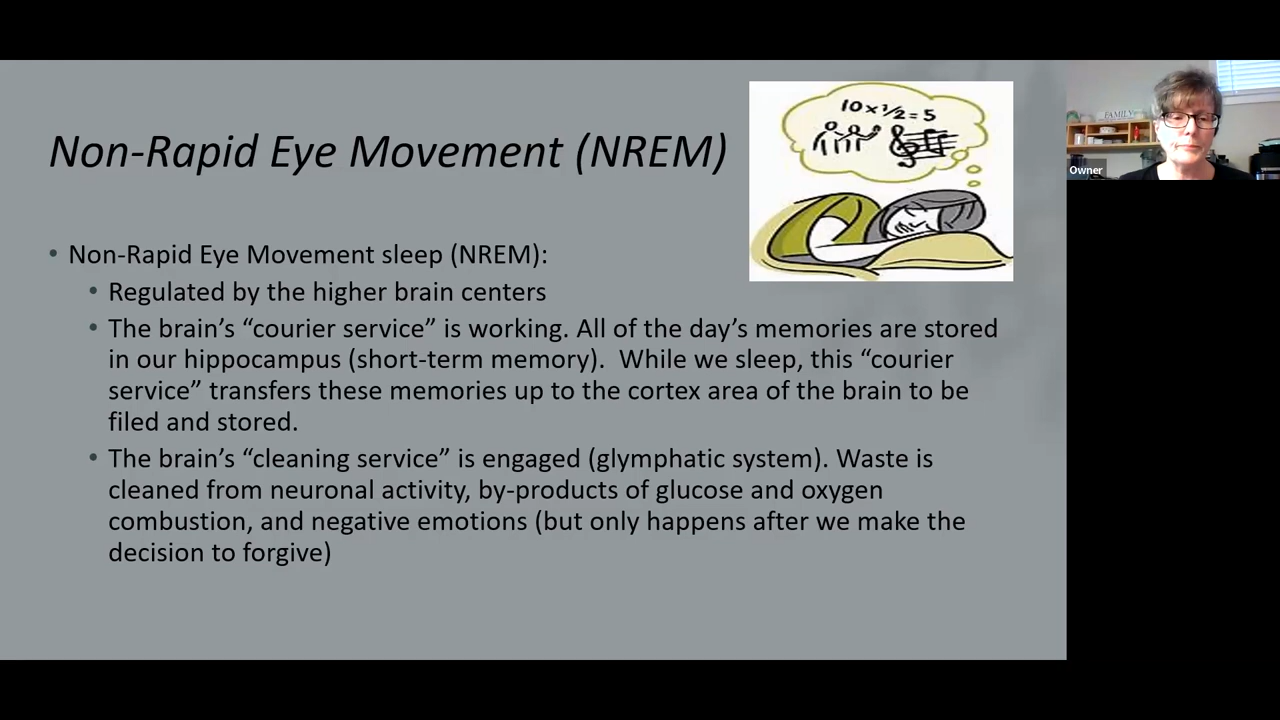 10 x 1/2 = 5
Non-Rapid Eye Movement (NREM)
FAMILY
Owner
• Non-Rapid Eye Movement sleep (NREM):
• Regulated by the higher brain centers
• The brain’s “courier service” is working. All of the day’s memories are stored
in our hippocampus (short-term memory).  While we sleep, this “courier
service” transfers these memories up to the cortex area of the brain to be
filed and stored.
• The brain’s “cleaning service” is engaged (glymphatic system). Waste is
cleaned from neuronal activity, by-products of glucose and oxygen
combustion, and negative emotions (but only happens after we make the
decision to forgive)